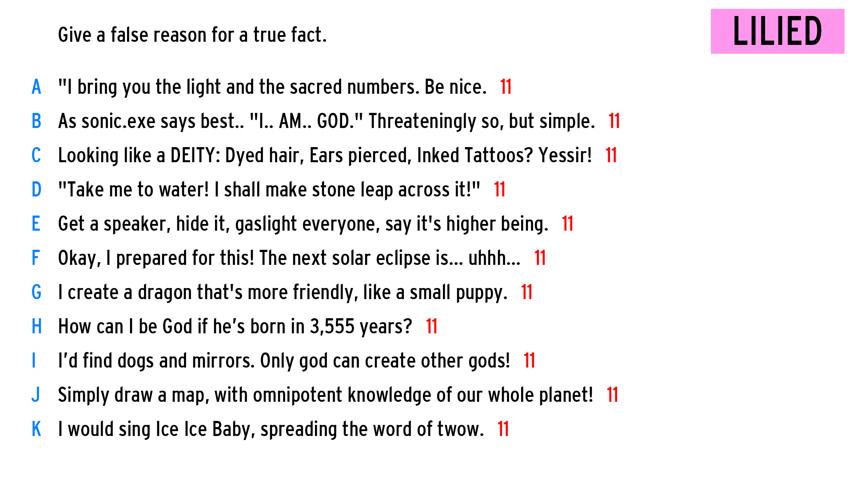 Give a false reason for a true fact.
LILIED
A "I bring you the light and the sacred numbers. Be nice. 11
B As sonic.exe says best.. "I.. AM.. GOD." Threateningly so, but simple. 11
C Looking like a DEITY: Dyed hair, Ears pierced, Inked Tattoos? Yessir! 11
D "Take me to water! I shall make stone leap across it!" 11
E Get a speaker, hide it, gaslight everyone, say it's higher being. 11
F Okay, I prepared for this! The next solar eclipse is... uhhh... 11
G I create a dragon that's more friendly, like a small puppy. 11
H How can I be God if he’s born in 3,555 years? 11
I I’d find dogs and mirrors. Only god can create other gods! 11
J Simply draw a map, with omnipotent knowledge of our whole planet! 11
K I would sing Ice Ice Baby, spreading the word of twow. 11